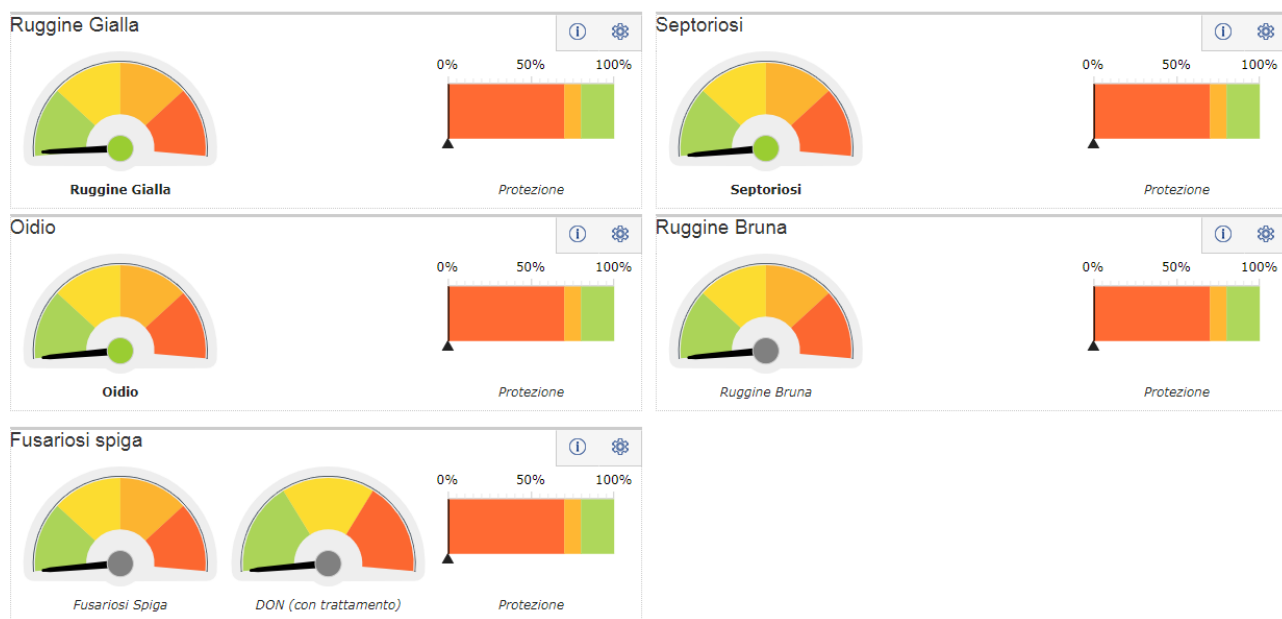 Ruggine Gialla
0% 50% 100%
Ruggine Gialla
Protezione
Septoriosi
0% 50% 100%
Septoriosi
Protezione
Oidio
0% 50% 100%
Oidio
Protezione
Ruggine Bruna
0% 50% 100%
Ruggine Bruna
Protezione
Fusariosi spiga
0% 50% 100%
Fusariosi Spiga
DON (con trattamento)
Protezione